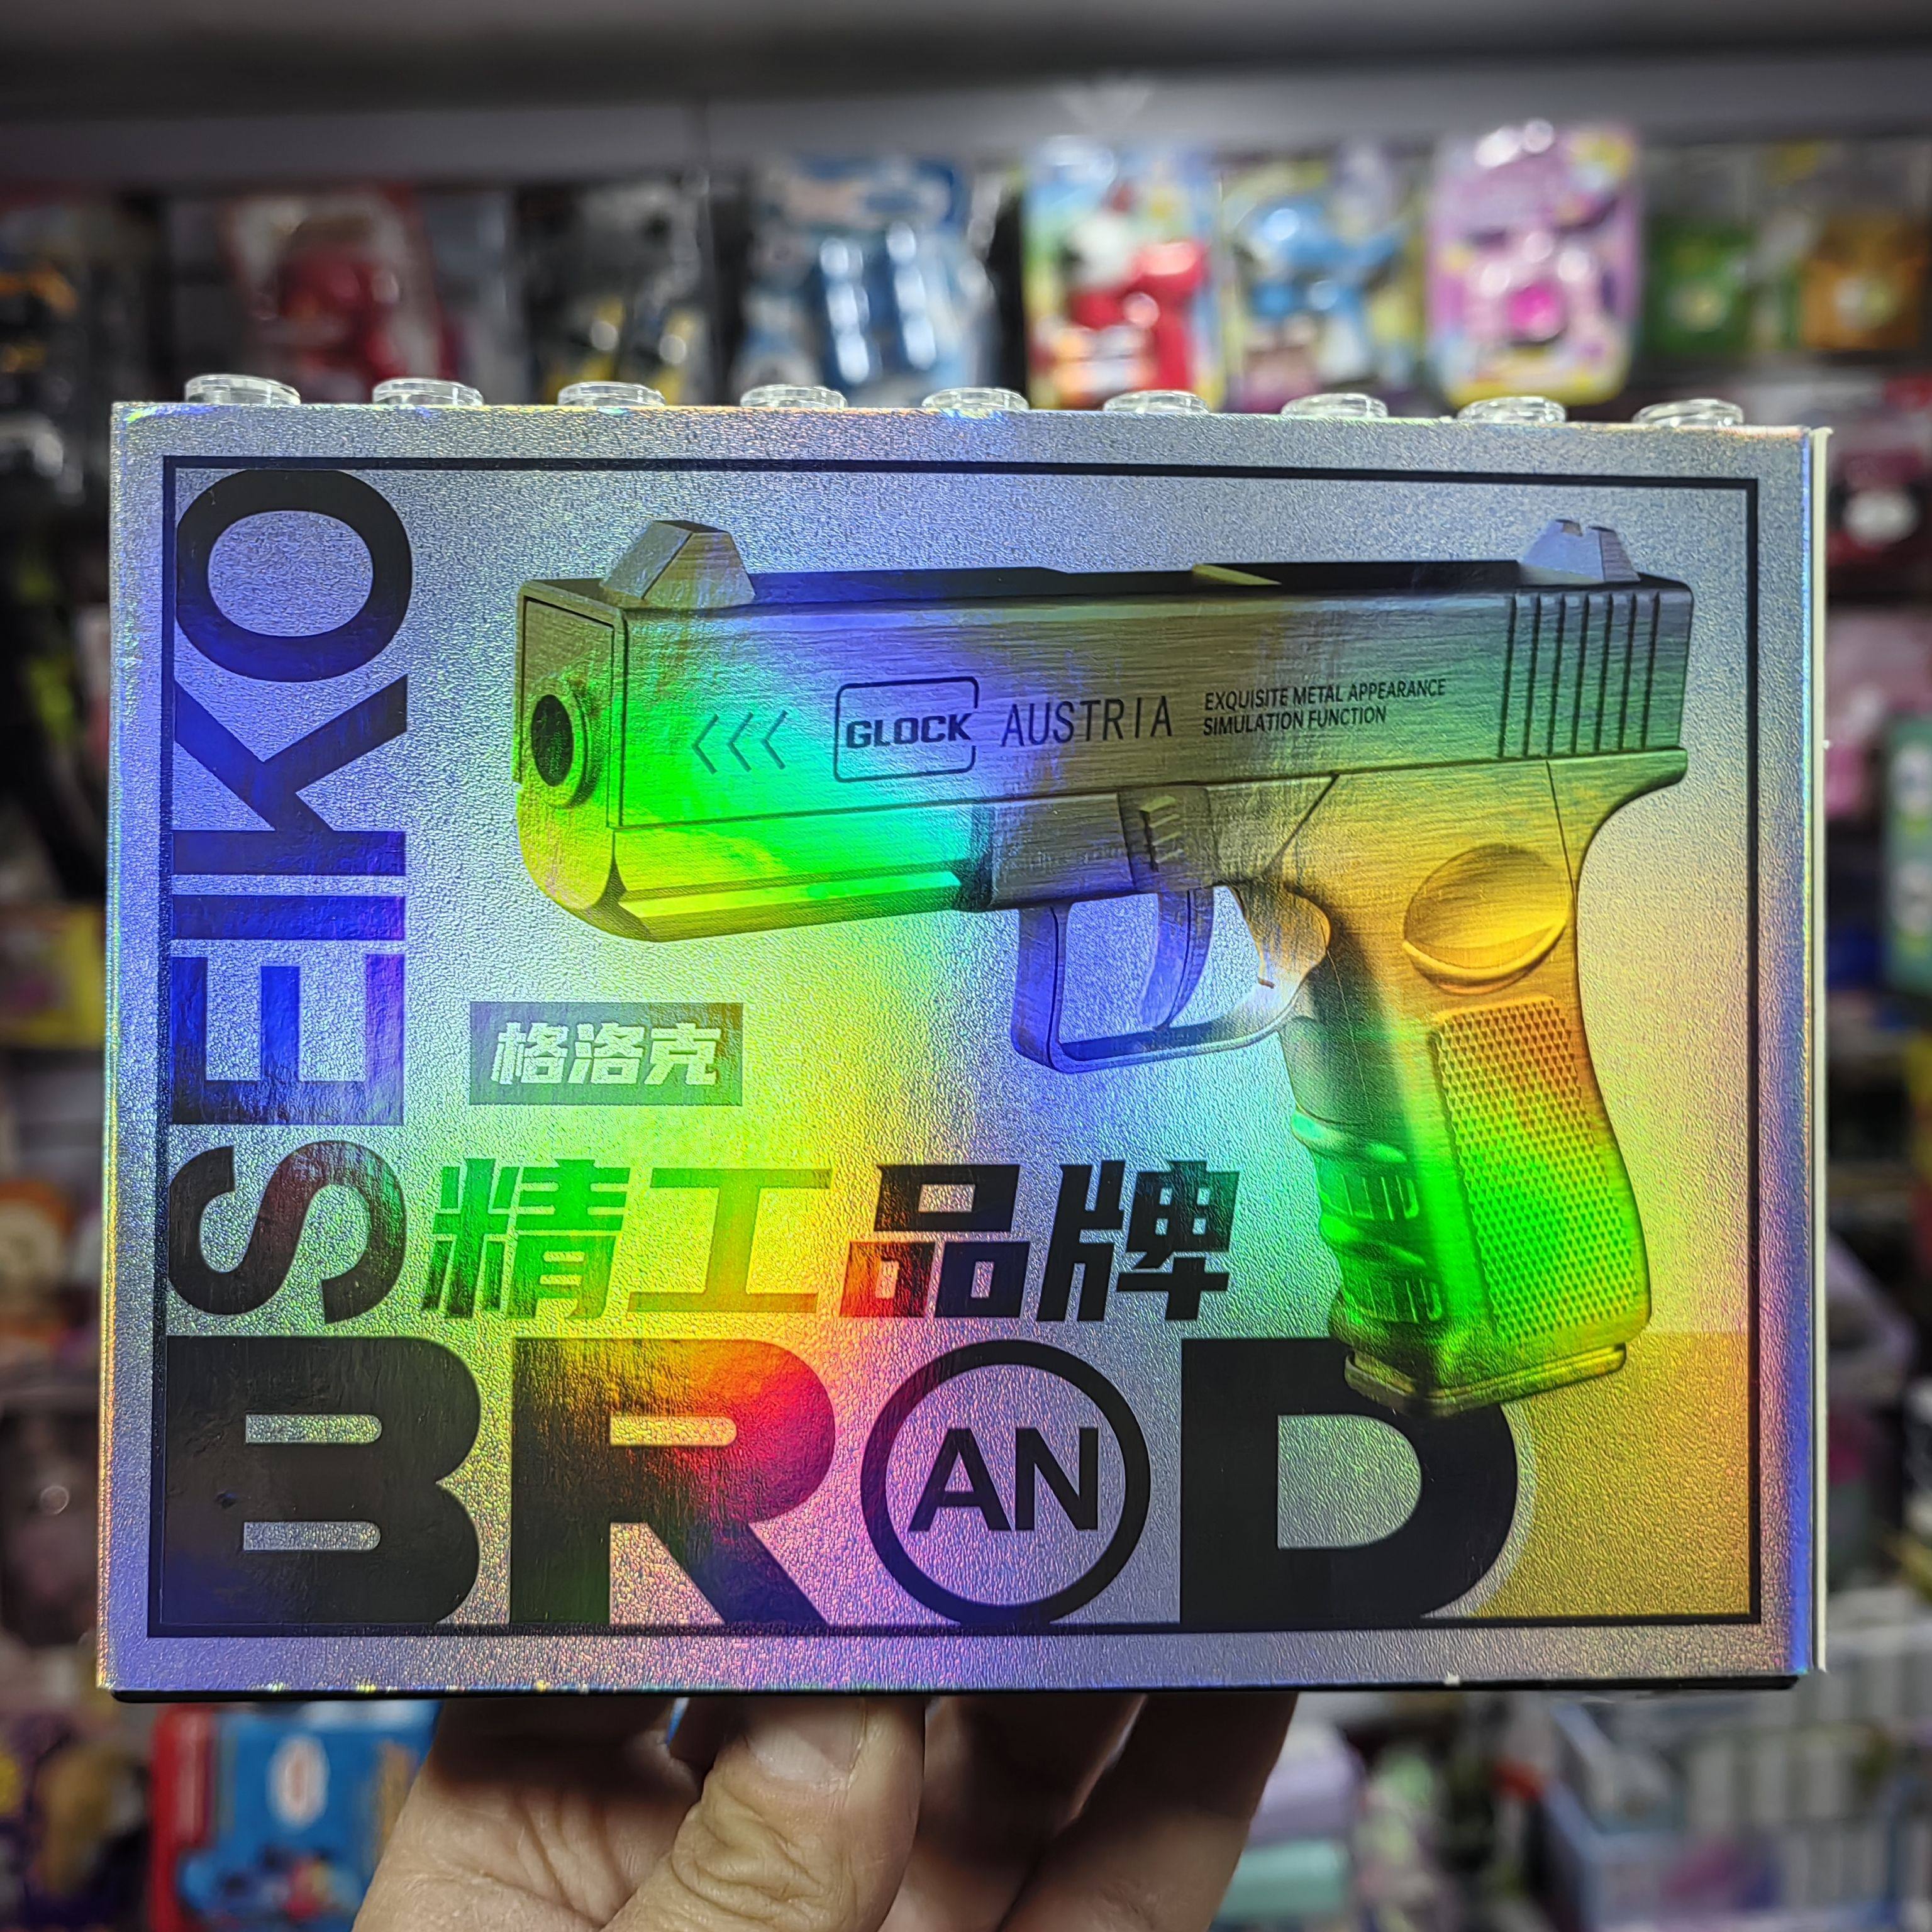 SEIKO
GLOCK AUSTRIA
EXQUISITE METAL APPEARANCE
SIMULATION FUNCTION
格洛克
精工品牌
BRAND